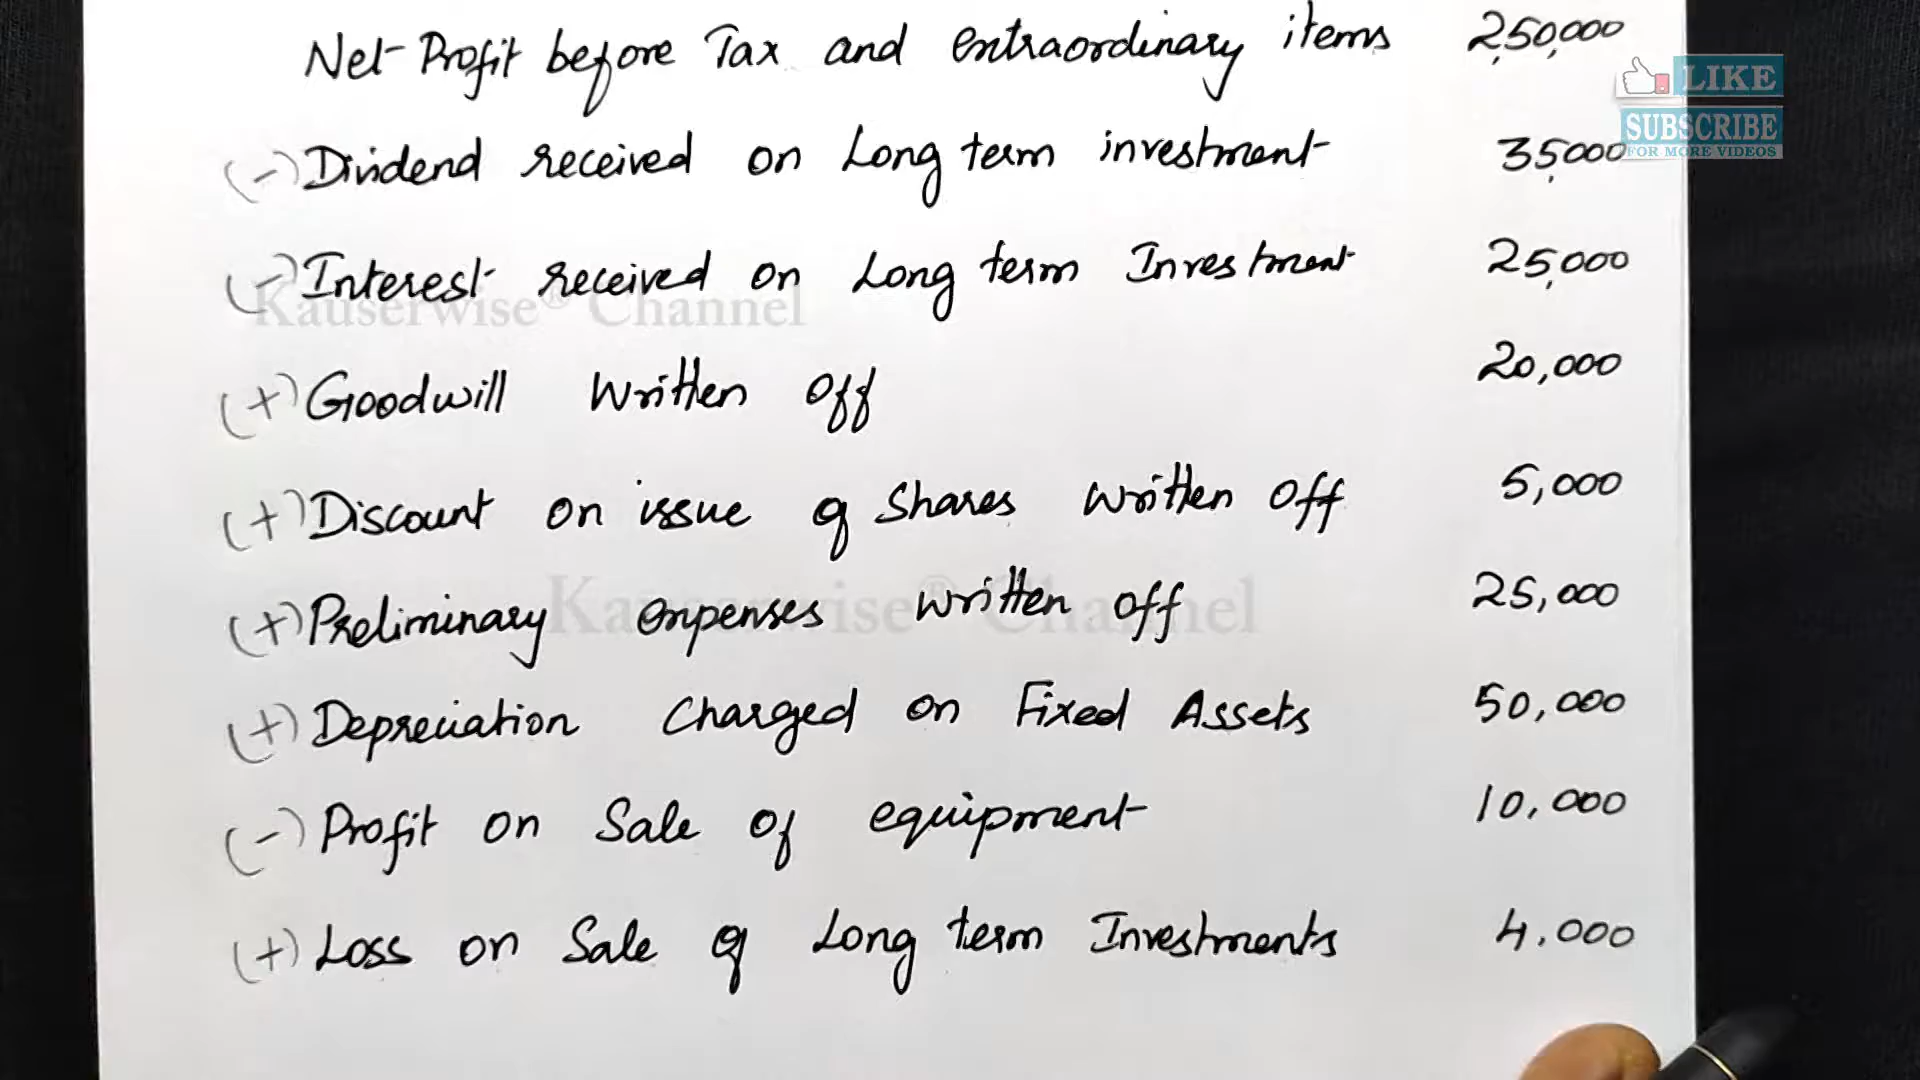 Net Profit before Tax and extraordinary items 2,50,000
LIKE
SUBSCRIBE
FOR MORE VIDEOS
(-) Dividend received on Long term investment 35,000
(-) Interest received on Long term Investment 25,000
Kauserwise® Channel
(+) Goodwill Written Off 20,000
(+) Discount on issue of Shares Written Off 5,000
(+) Preliminary expenses Written Off 25,000
Kauserwise® Channel
(+) Depreciation Charged on Fixed Assets 50,000
(-) Profit on Sale of equipment 10,000
(+) Loss on Sale of Long term Investments 4,000